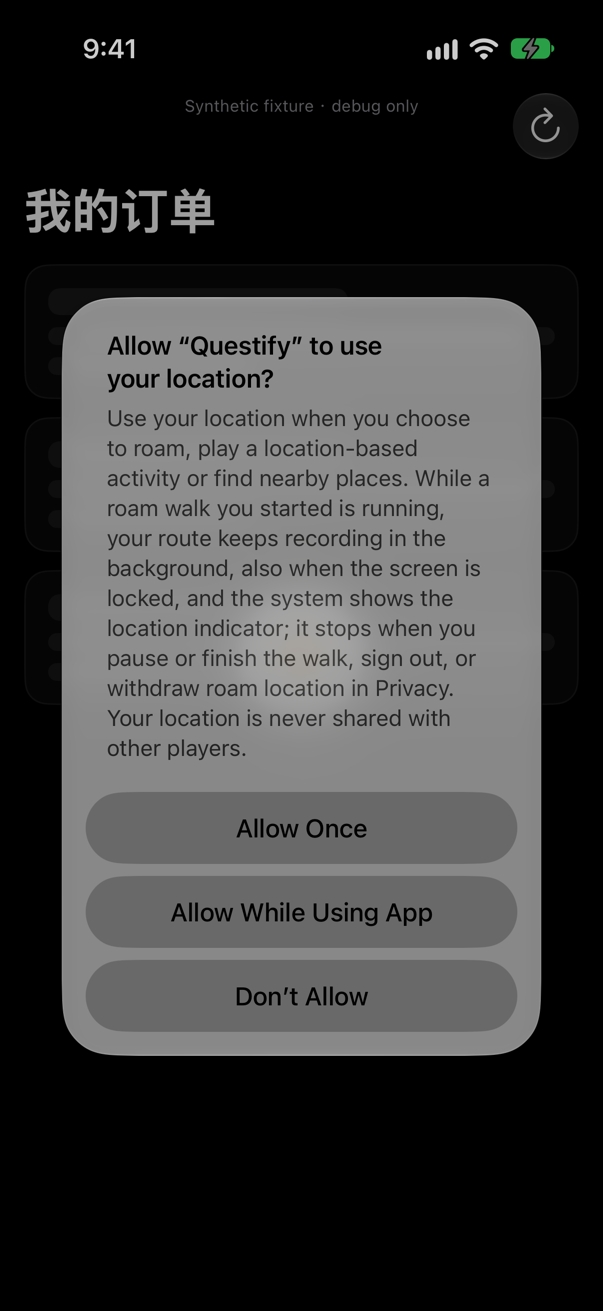 9:41
Synthetic fixture · debug only
我的订单
Allow “Questify” to use
your location?
Use your location when you choose
to roam, play a location-based
activity or find nearby places. While a
roam walk you started is running,
your route keeps recording in the
background, also when the screen is
locked, and the system shows the
location indicator; it stops when you
pause or finish the walk, sign out, or
withdraw roam location in Privacy.
Your location is never shared with
other players.
Allow Once
Allow While Using App
Don’t Allow